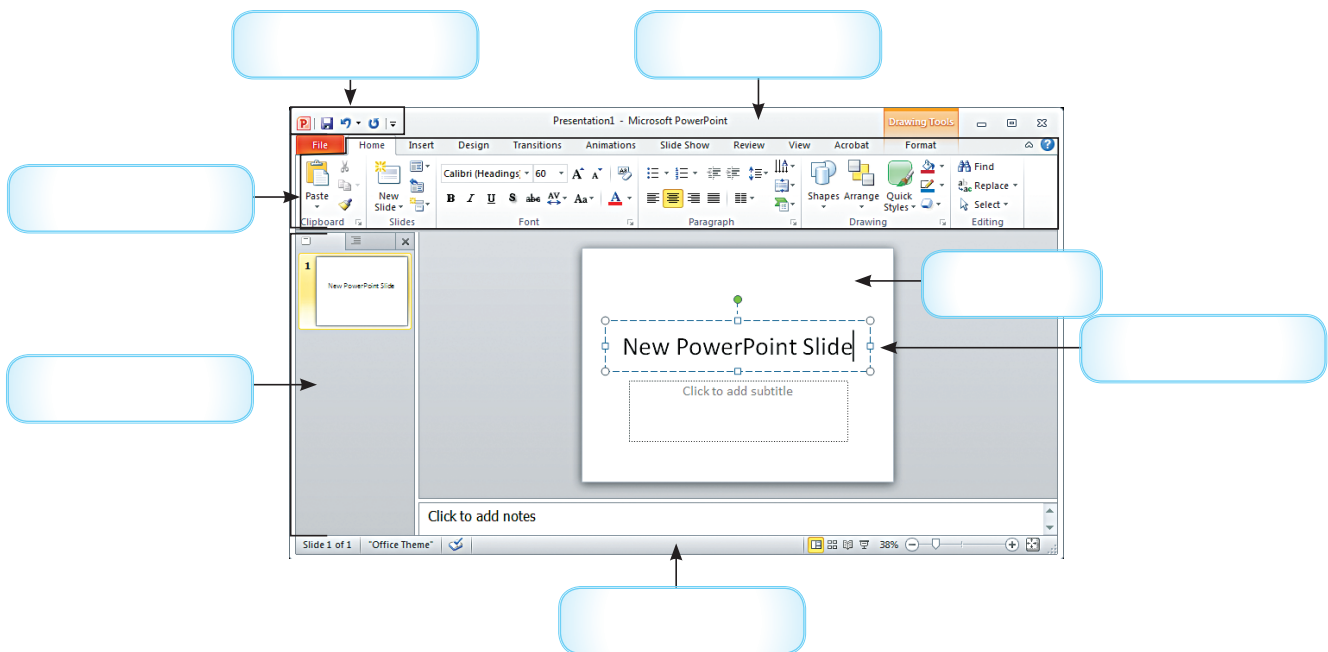 Presentation1 - Microsoft PowerPoint
Drawing Tools
File Home Insert Design Transitions Animations Slide Show Review View Acrobat Format
Calibri (Headings) 60
Find
Replace
Paste New Slide Shapes Arrange Quick Styles
B I U S abc AV Aa A
Select
Clipboard Slides Font Paragraph Drawing Editing
1
New PowerPoint Slide
New PowerPoint Slide
Click to add subtitle
Click to add notes
Slide 1 of 1 "Office Theme" 38%